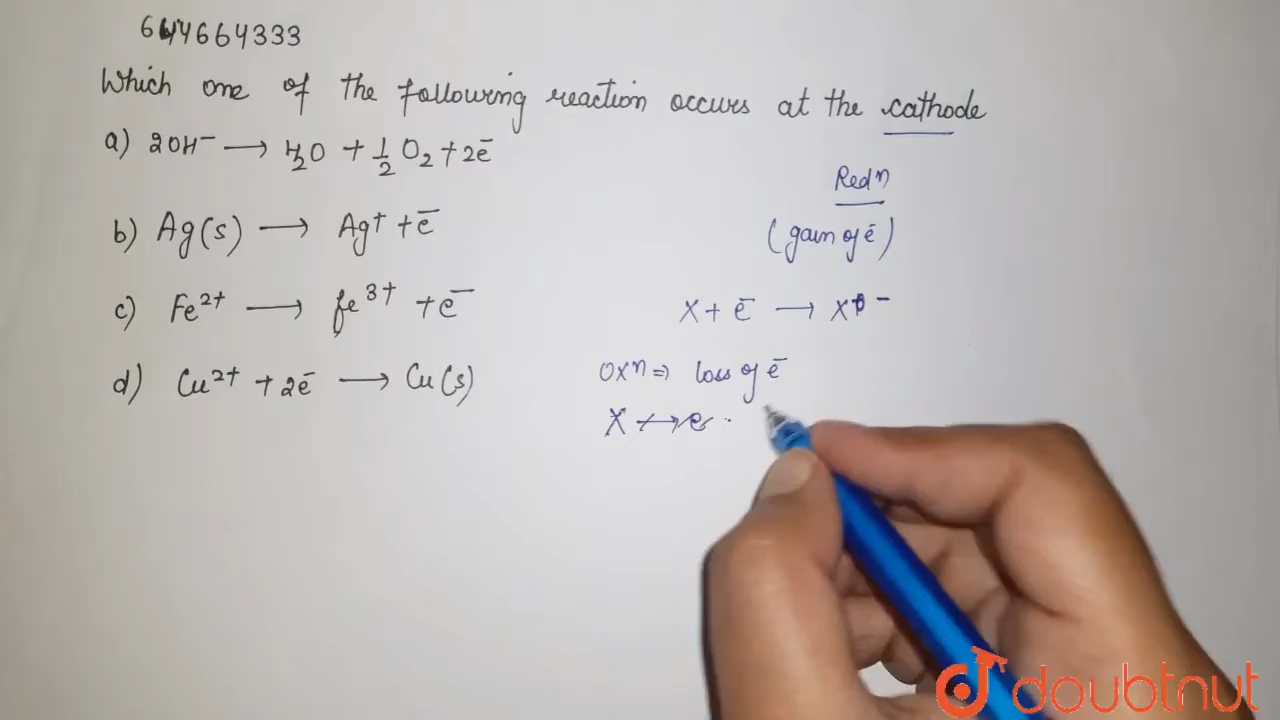 6444664333
Which one of the following reaction occurs at the cathode
a) 2OH⁻ ⟶ H₂O + 1/2 O₂ + 2e⁻
b) Ag(s) ⟶ Ag⁺ + e⁻
c) Fe²⁺ ⟶ fe³⁺ + e⁻
d) Cu²⁺ + 2e⁻ ⟶ Cu(s)
Redⁿ
(gain of e⁻)
X + e⁻ ⟶ X⁻
OXⁿ ⇒ loss of e⁻
X
doubtnut